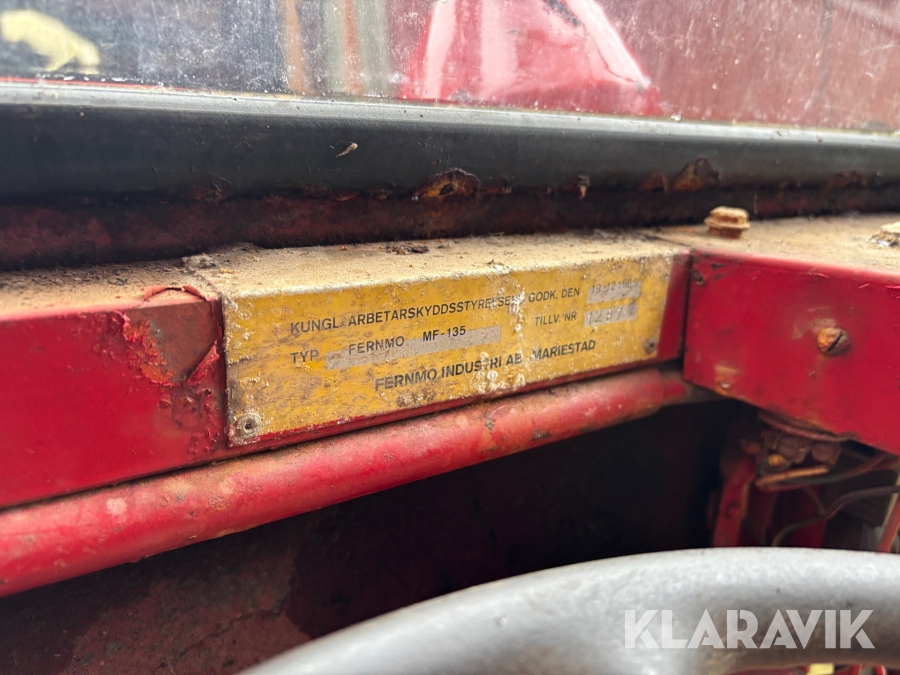 KUNGL. ARBETARSKYDDSSTYRELSEN GODK. DEN
TYP FERNMO MF-135 TILLV. NR
FERNMO INDUSTRI AB MARIESTAD
KLARAVIK